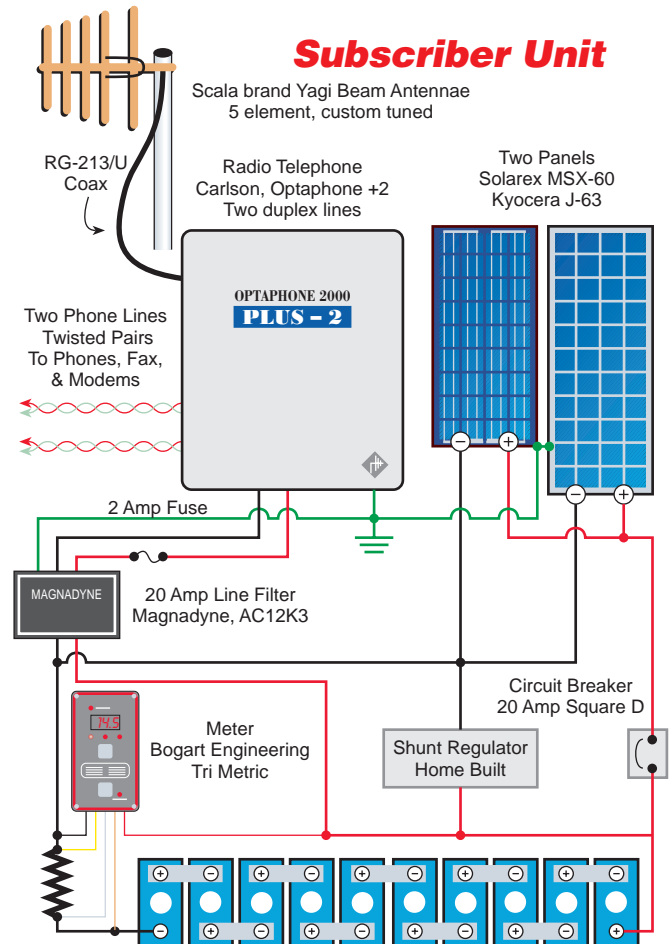 Subscriber Unit
Scala brand Yagi Beam Antennae
5 element, custom tuned
RG-213/U
Coax
Radio Telephone
Carlson, Optaphone +2
Two duplex lines
Two Panels
Solarex MSX-60
Kyocera J-63
OPTAPHONE 2000
PLUS – 2
Two Phone Lines
Twisted Pairs
To Phones, Fax,
& Modems
2 Amp Fuse
MAGNADYNE
20 Amp Line Filter
Magnadyne, AC12K3
Circuit Breaker
20 Amp Square D
14.5
Meter
Bogart Engineering
Tri Metric
Shunt Regulator
Home Built